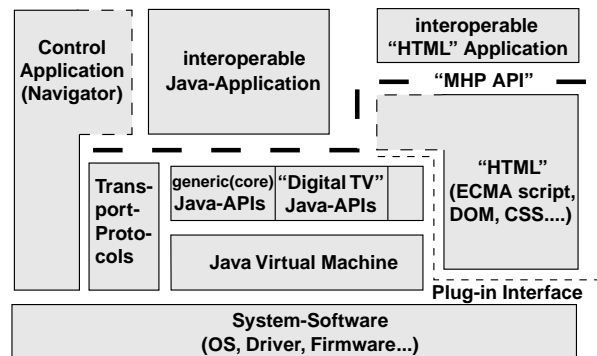 Control
Application
(Navigator)
interoperable
Java-Application
interoperable
“HTML” Application
“MHP API”
Trans-
port-
Proto-
cols
generic(core)
Java-APIs
“Digital TV”
Java-APIs
“HTML”
(ECMA script,
DOM, CSS....)
Java Virtual Machine
Plug-in Interface
System-Software
(OS, Driver, Firmware...)